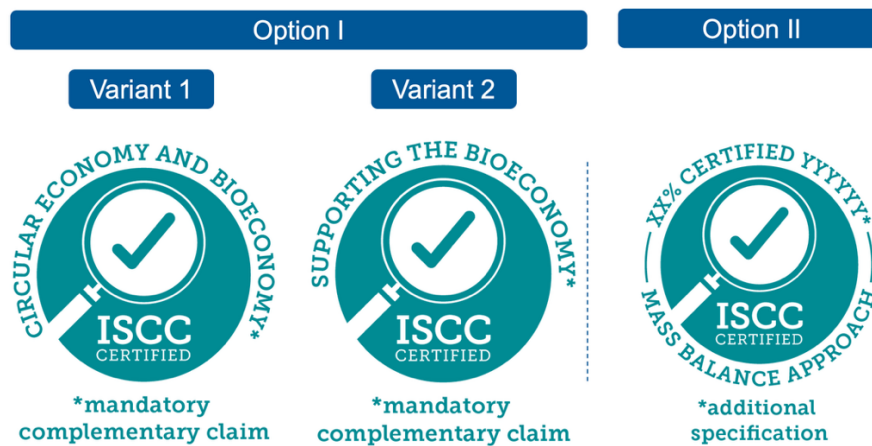 Option I
Option II
Variant 1
Variant 2
CIRCULAR ECONOMY AND BIOECONOMY*
ISCC
CERTIFIED
*mandatory
complementary claim
SUPPORTING THE BIOECONOMY*
ISCC
CERTIFIED
*mandatory
complementary claim
XX% CERTIFIED YYYYYY*
ISCC
CERTIFIED
MASS BALANCE APPROACH
*additional
specification